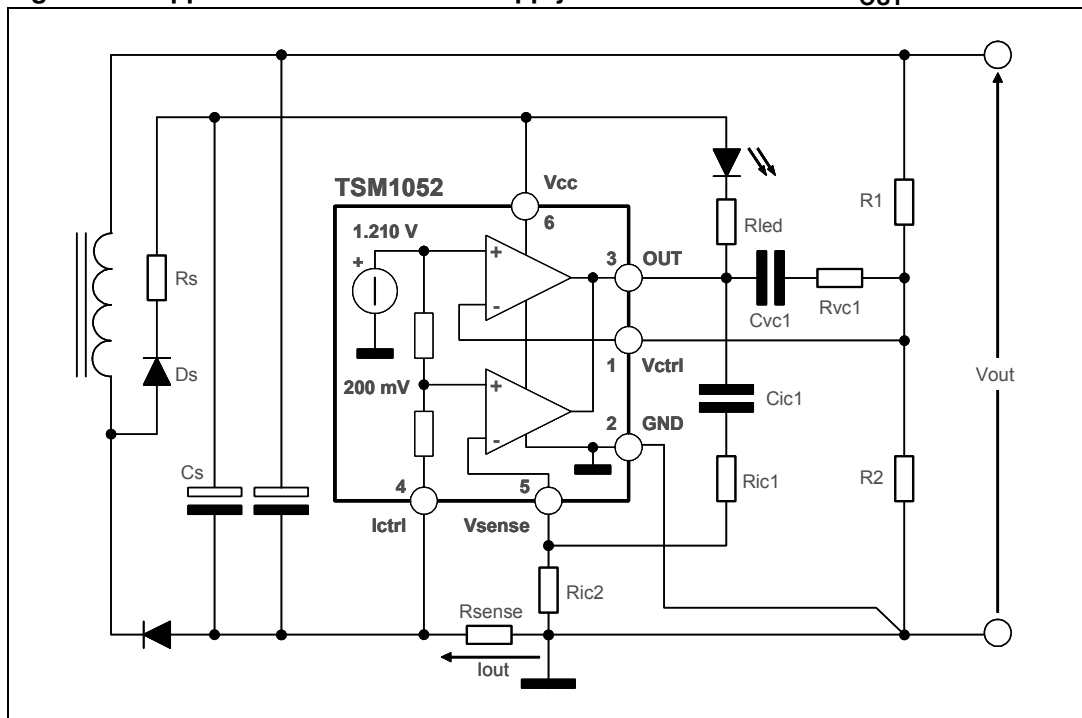 OUT
TSM1052
Vcc
6
1.210 V
+
+
-
3
OUT
Rled
R1
Rs
Cvc1
Rvc1
1
Vctrl
Ds
200 mV
+
-
Cic1
Vout
2
GND
Cs
4
5
Ric1
R2
Ictrl
Vsense
Ric2
Rsense
Iout